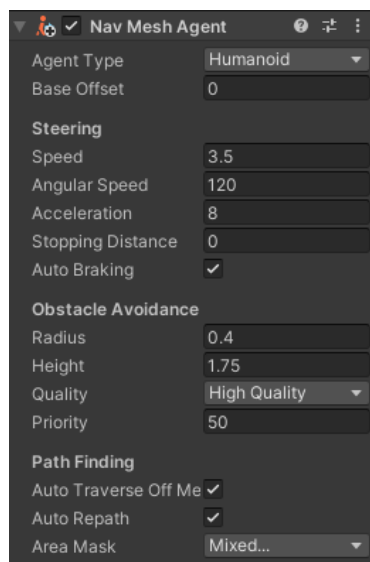 Nav Mesh Agent
Agent Type Humanoid
Base Offset 0
Steering
Speed 3.5
Angular Speed 120
Acceleration 8
Stopping Distance 0
Auto Braking
Obstacle Avoidance
Radius 0.4
Height 1.75
Quality High Quality
Priority 50
Path Finding
Auto Traverse Off Me
Auto Repath
Area Mask Mixed...